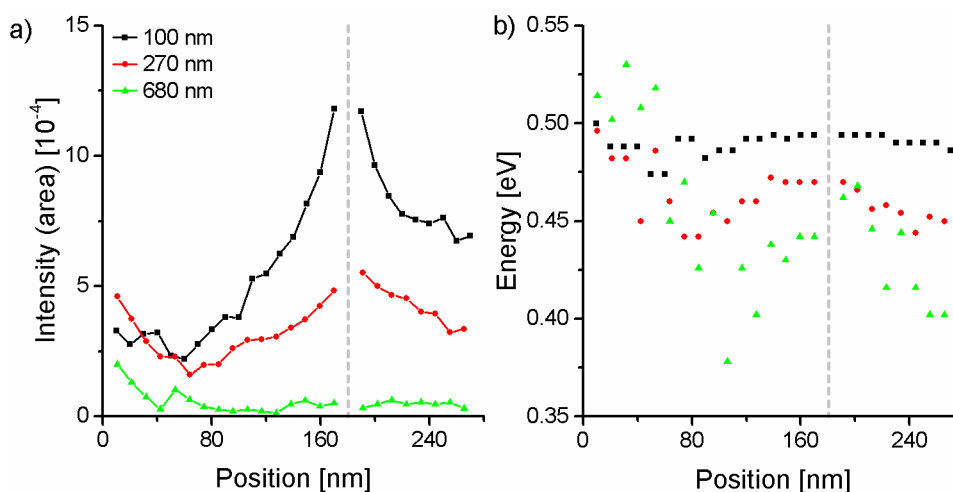 a)
Intensity (area) [10⁻⁴]
15
10
5
0
100 nm
270 nm
680 nm
0 80 160 240
Position [nm]
b)
Energy [eV]
0.55
0.50
0.45
0.40
0.35
0 80 160 240
Position [nm]